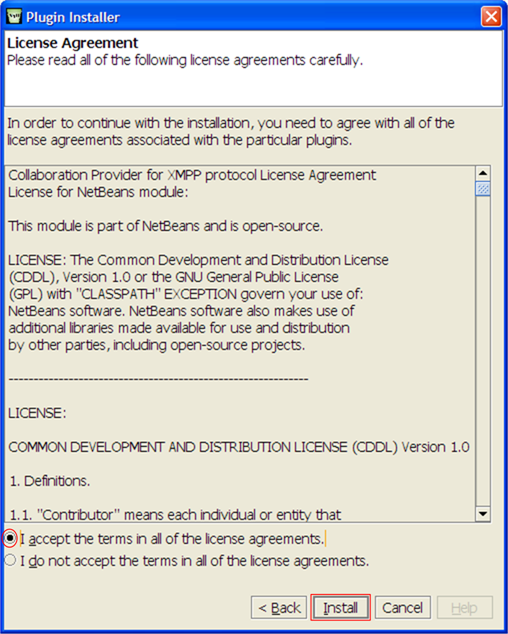 Plugin Installer
License Agreement
Please read all of the following license agreements carefully.
In order to continue with the installation, you need to agree with all of the
license agreements associated with the particular plugins.
Collaboration Provider for XMPP protocol License Agreement
License for NetBeans module:
This module is part of NetBeans and is open-source.
LICENSE: The Common Development and Distribution License
(CDDL), Version 1.0 or the GNU General Public License
(GPL) with "CLASSPATH" EXCEPTION govern your use of:
NetBeans software. NetBeans software also makes use of
additional libraries made available for use and distribution
by other parties, including open-source projects.
------------------------------------------------------------
LICENSE:
COMMON DEVELOPMENT AND DISTRIBUTION LICENSE (CDDL) Version 1.0
1. Definitions.
1.1. "Contributor" means each individual or entity that
I accept the terms in all of the license agreements.
I do not accept the terms in all of the license agreements.
< Back Install Cancel Help